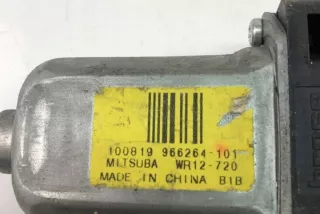 100819 966264-101
MITSUBA WR12-720
MADE IN CHINA B1B